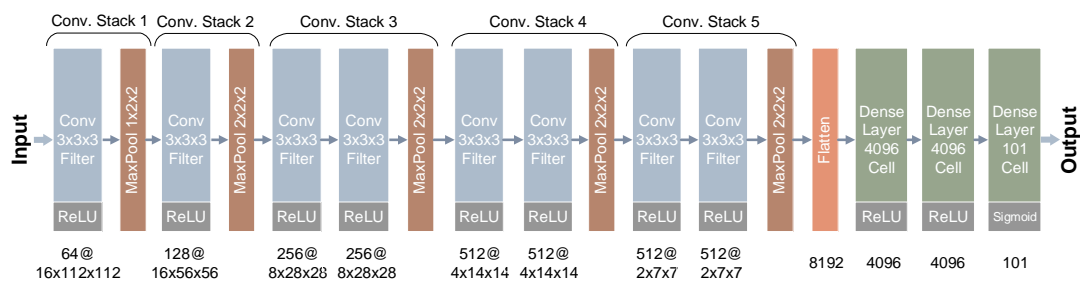 Conv. Stack 1
Conv. Stack 2
Conv. Stack 3
Conv. Stack 4
Conv. Stack 5
Input
Conv
3x3x3
Filter
ReLU
64@
16x112x112
MaxPool 1x2x2
Conv
3x3x3
Filter
ReLU
128@
16x56x56
MaxPool 2x2x2
Conv
3x3x3
Filter
ReLU
256@
8x28x28
Conv
3x3x3
Filter
ReLU
256@
8x28x28
MaxPool 2x2x2
Conv
3x3x3
Filter
ReLU
512@
4x14x14
Conv
3x3x3
Filter
ReLU
512@
4x14x14
MaxPool 2x2x2
Conv
3x3x3
Filter
ReLU
512@
2x7x7
Conv
3x3x3
Filter
ReLU
512@
2x7x7
MaxPool 2x2x2
Flatten
8192
Dense
Layer
4096
Cell
ReLU
4096
Dense
Layer
4096
Cell
ReLU
4096
Dense
Layer
101
Cell
Sigmoid
101
Output